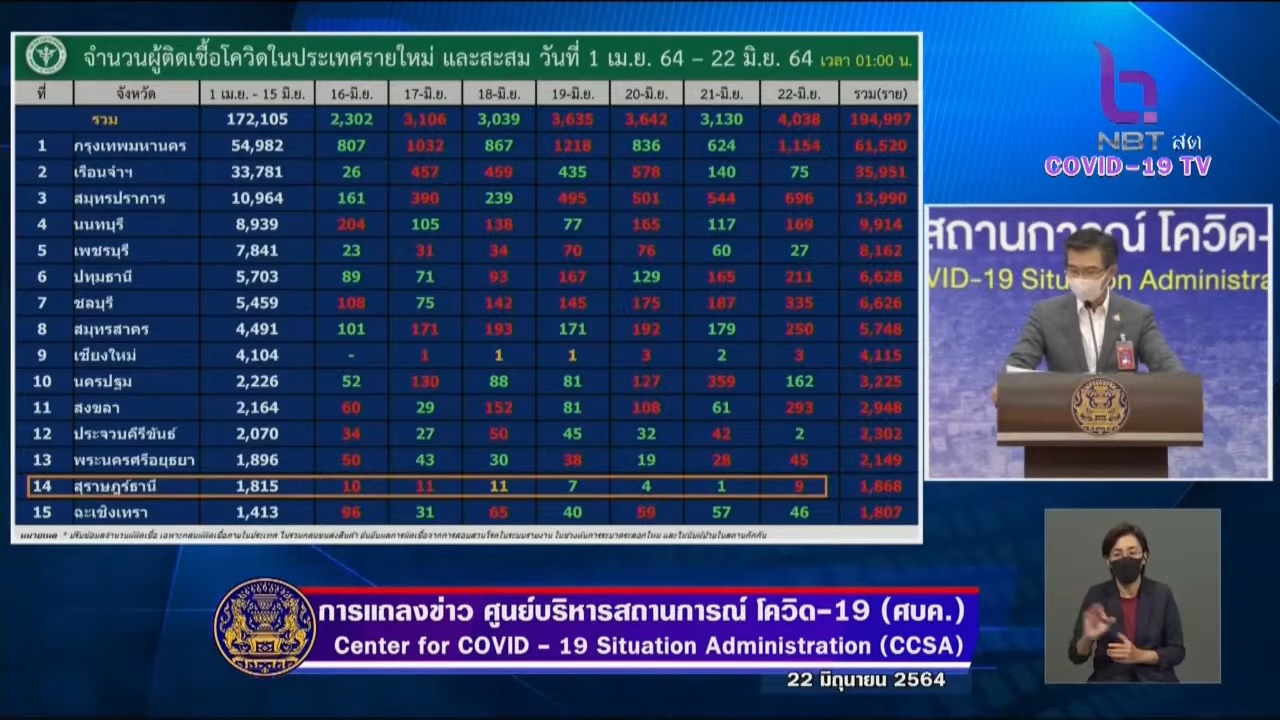 จำนวนผู้ติดเชื้อโควิดในประเทศรายใหม่ และสะสม วันที่ 1 เม.ย. 64 – 22 มิ.ย. 64 เวลา 01:00 น.
ที่ จังหวัด 1 เม.ย. - 15 มิ.ย. 16-มิ.ย. 17-มิ.ย. 18-มิ.ย. 19-มิ.ย. 20-มิ.ย. 21-มิ.ย. 22-มิ.ย. รวม(ราย)
รวม 172,105 2,302 3,106 3,039 3,635 3,642 3,130 4,038 194,997
1 กรุงเทพมหานคร 54,982 807 1032 867 1218 836 624 1,154 61,520
2 เรือนจำฯ 33,781 26 457 459 435 578 140 75 35,951
3 สมุทรปราการ 10,964 161 390 239 495 501 544 696 13,990
4 นนทบุรี 8,939 204 105 138 77 165 117 169 9,914
5 เพชรบุรี 7,841 23 31 34 70 76 60 27 8,162
6 ปทุมธานี 5,703 89 71 93 167 129 165 211 6,628
7 ชลบุรี 5,459 108 75 142 145 175 187 335 6,626
8 สมุทรสาคร 4,491 101 171 193 171 192 179 250 5,748
9 เชียงใหม่ 4,104 - 1 1 1 3 2 3 4,115
10 นครปฐม 2,226 52 130 88 81 127 359 162 3,225
11 สงขลา 2,164 60 29 152 81 108 61 293 2,948
12 ประจวบคีรีขันธ์ 2,070 34 27 50 45 32 42 2 2,302
13 พระนครศรีอยุธยา 1,896 50 43 30 38 19 28 45 2,149
14 สุราษฎร์ธานี 1,815 10 11 11 7 4 1 9 1,868
15 ฉะเชิงเทรา 1,413 96 31 65 40 59 57 46 1,807
NBT สด
COVID-19 TV
สถานการณ์ โควิด-
VID-19 Situation Administra
การแถลงข่าว ศูนย์บริหารสถานการณ์ โควิด-19 (ศบค.)
Center for COVID – 19 Situation Administration (CCSA)
22 มิถุนายน 2564